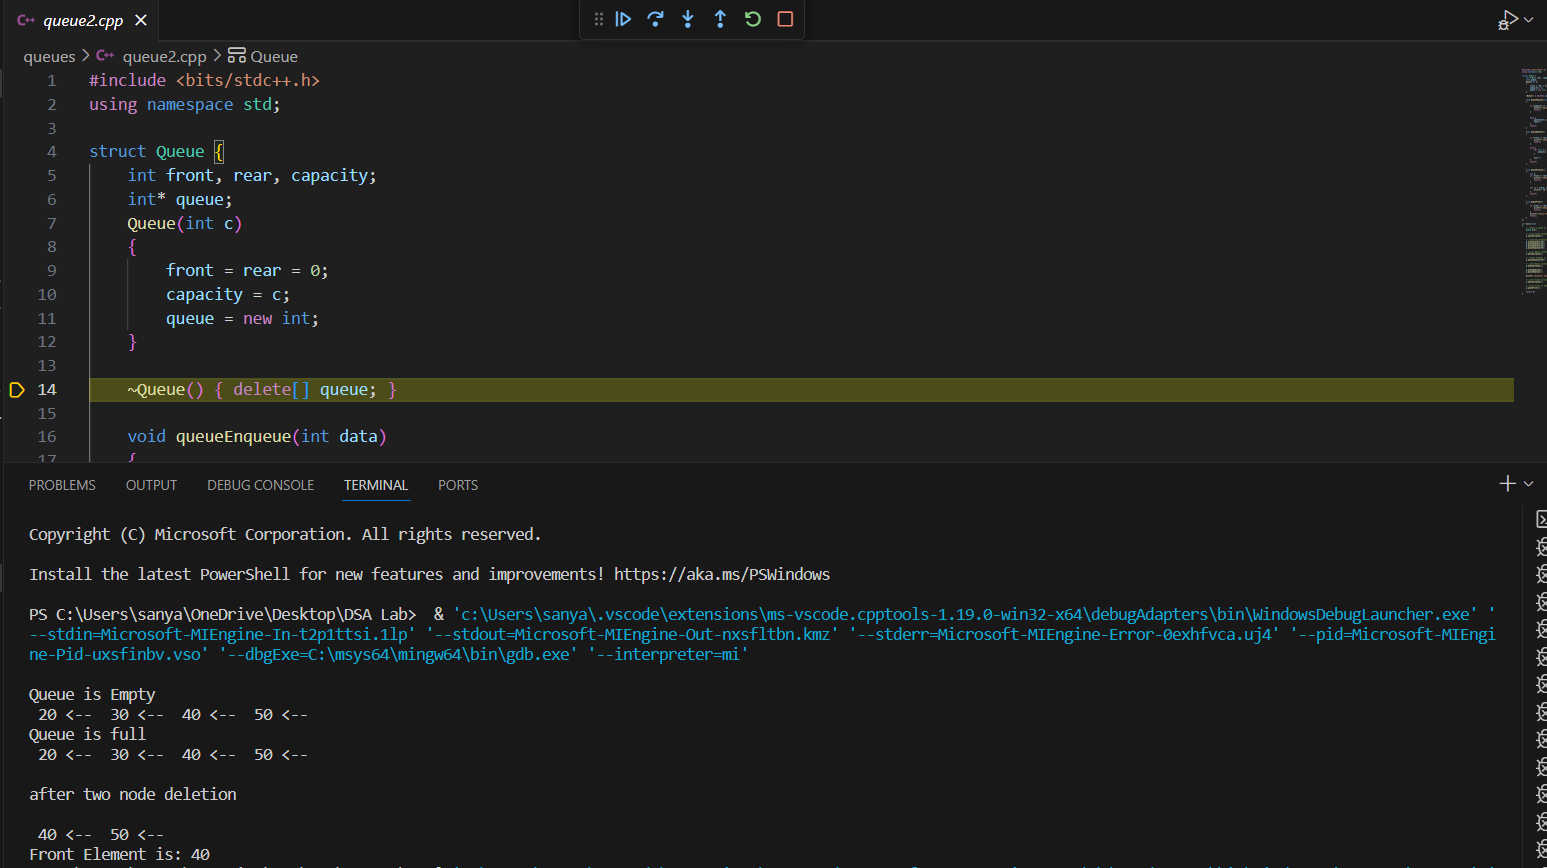 queue2.cpp
queues > queue2.cpp > Queue
1 #include <bits/stdc++.h>
2 using namespace std;
3
4 struct Queue {
5 int front, rear, capacity;
6 int* queue;
7 Queue(int c)
8 {
9 front = rear = 0;
10 capacity = c;
11 queue = new int;
12 }
13
14 ~Queue() { delete[] queue; }
15
16 void queueEnqueue(int data)
17 {
PROBLEMS OUTPUT DEBUG CONSOLE TERMINAL PORTS
Copyright (C) Microsoft Corporation. All rights reserved.
Install the latest PowerShell for new features and improvements! https://aka.ms/PSWindows
PS C:\Users\sanya\OneDrive\Desktop\DSA Lab>  & 'c:\Users\sanya\.vscode\extensions\ms-vscode.cpptools-1.19.0-win32-x64\debugAdapters\bin\WindowsDebugLauncher.exe' '
--stdin=Microsoft-MIEngine-In-t2p1ttsi.1lp' '--stdout=Microsoft-MIEngine-Out-nxsfltbn.kmz' '--stderr=Microsoft-MIEngine-Error-0exhfvca.uj4' '--pid=Microsoft-MIEngi
ne-Pid-uxsfinbv.vso' '--dbgExe=C:\msys64\mingw64\bin\gdb.exe' '--interpreter=mi'
Queue is Empty
20 <--  30 <--  40 <--  50 <--
Queue is full
20 <--  30 <--  40 <--  50 <--
after two node deletion
40 <--  50 <--
Front Element is: 40